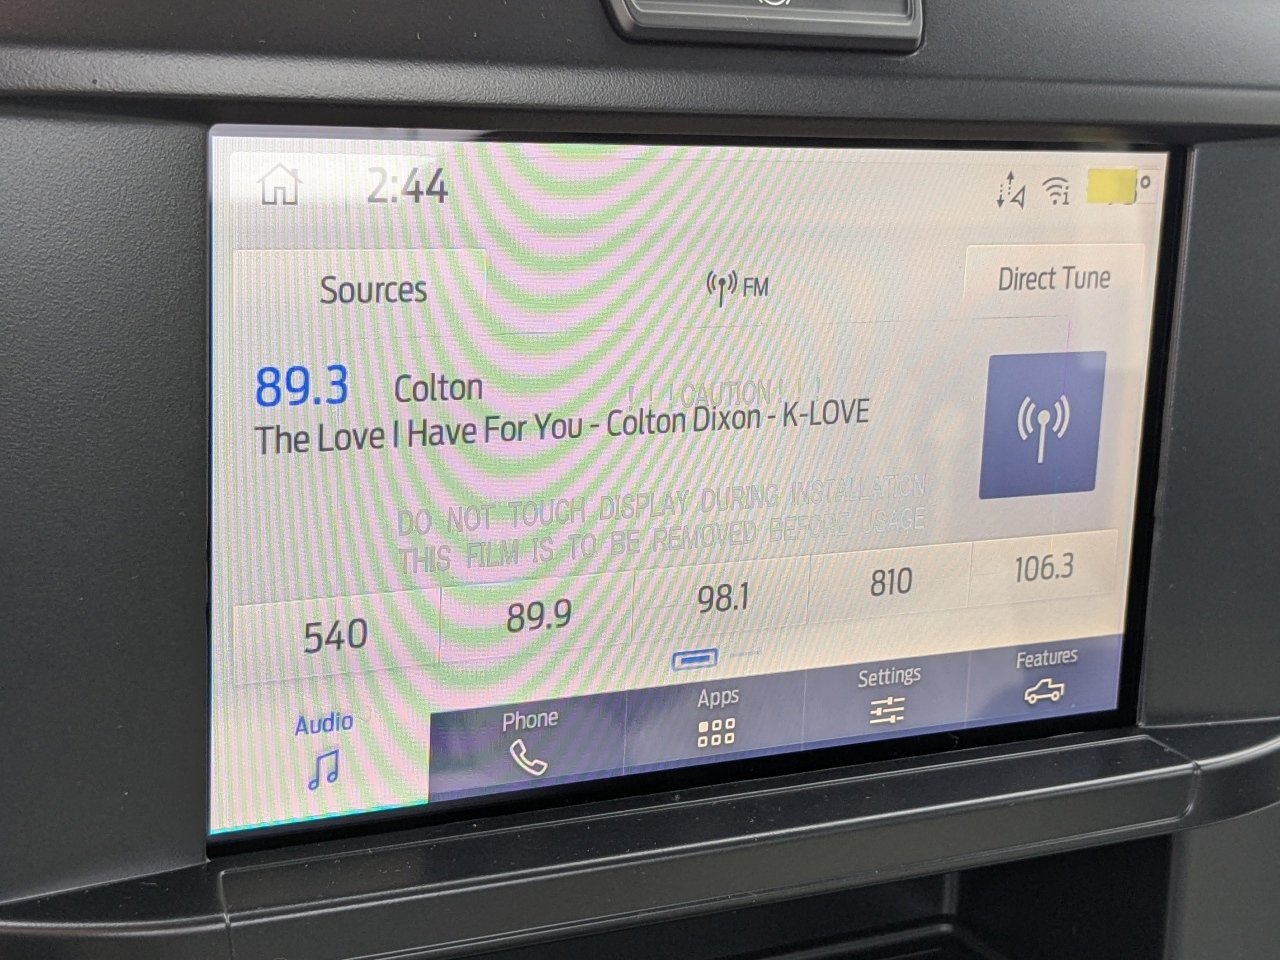 2:44
Sources
FM
Direct Tune
89.3 Colton
! ! ! CAUTION ! ! !
The Love I Have For You - Colton Dixon - K-LOVE
DO NOT TOUCH DISPLAY DURING INSTALLATION
THIS FILM IS TO BE REMOVED BEFORE USAGE
540 89.9 98.1 810 106.3
Audio Phone Apps Settings Features